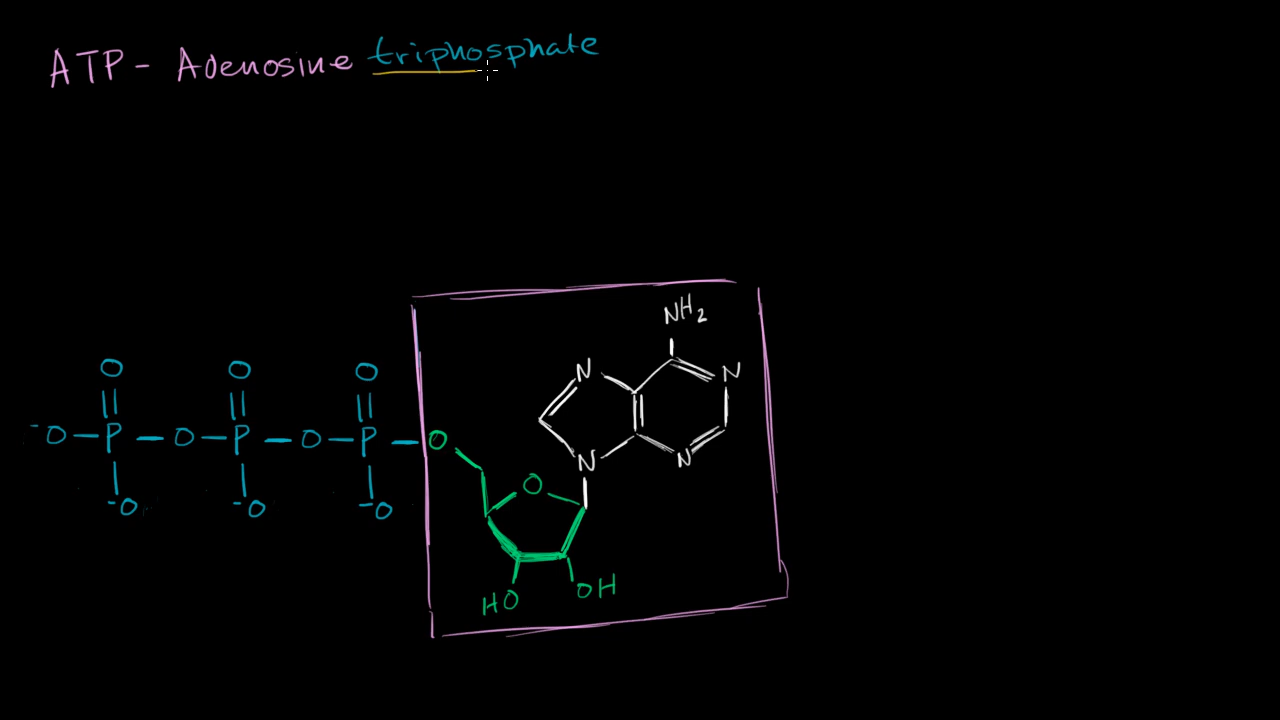 ATP - Adenosine triphosphate
NH2
O O O N N
-O P O P O P O
N N
O
-O -O -O
HO OH